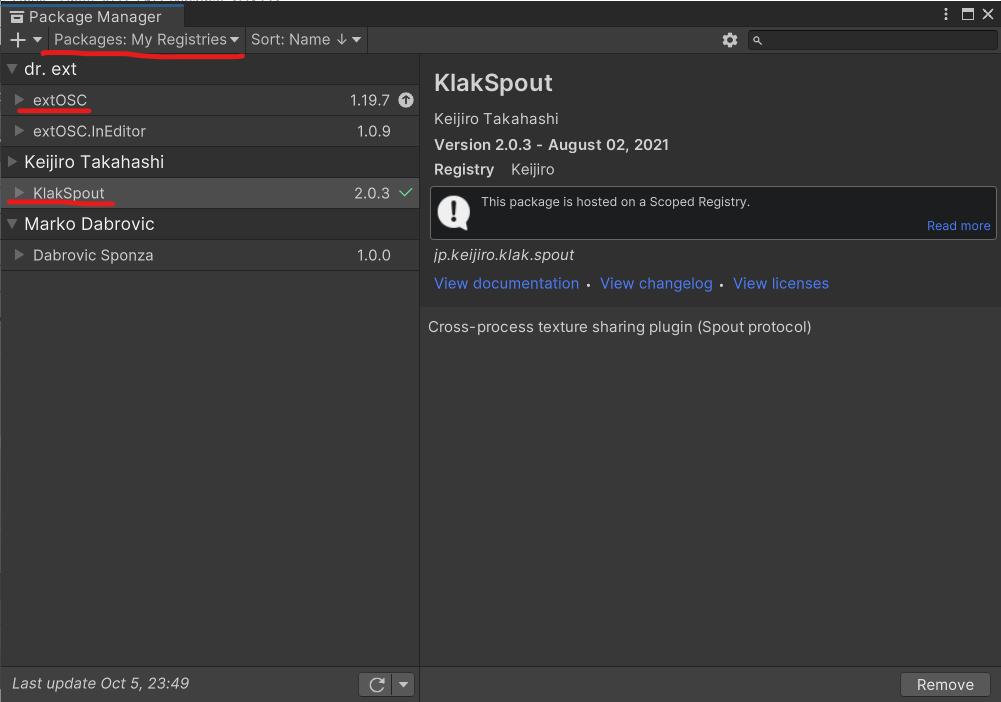 Package Manager
Packages: My Registries Sort: Name
dr. ext
extOSC 1.19.7
extOSC.InEditor 1.0.9
Keijiro Takahashi
KlakSpout 2.0.3
Marko Dabrovic
Dabrovic Sponza 1.0.0
Last update Oct 5, 23:49
KlakSpout
Keijiro Takahashi
Version 2.0.3 - August 02, 2021
Registry Keijiro
This package is hosted on a Scoped Registry.
Read more
jp.keijiro.klak.spout
View documentation • View changelog • View licenses
Cross-process texture sharing plugin (Spout protocol)
Remove